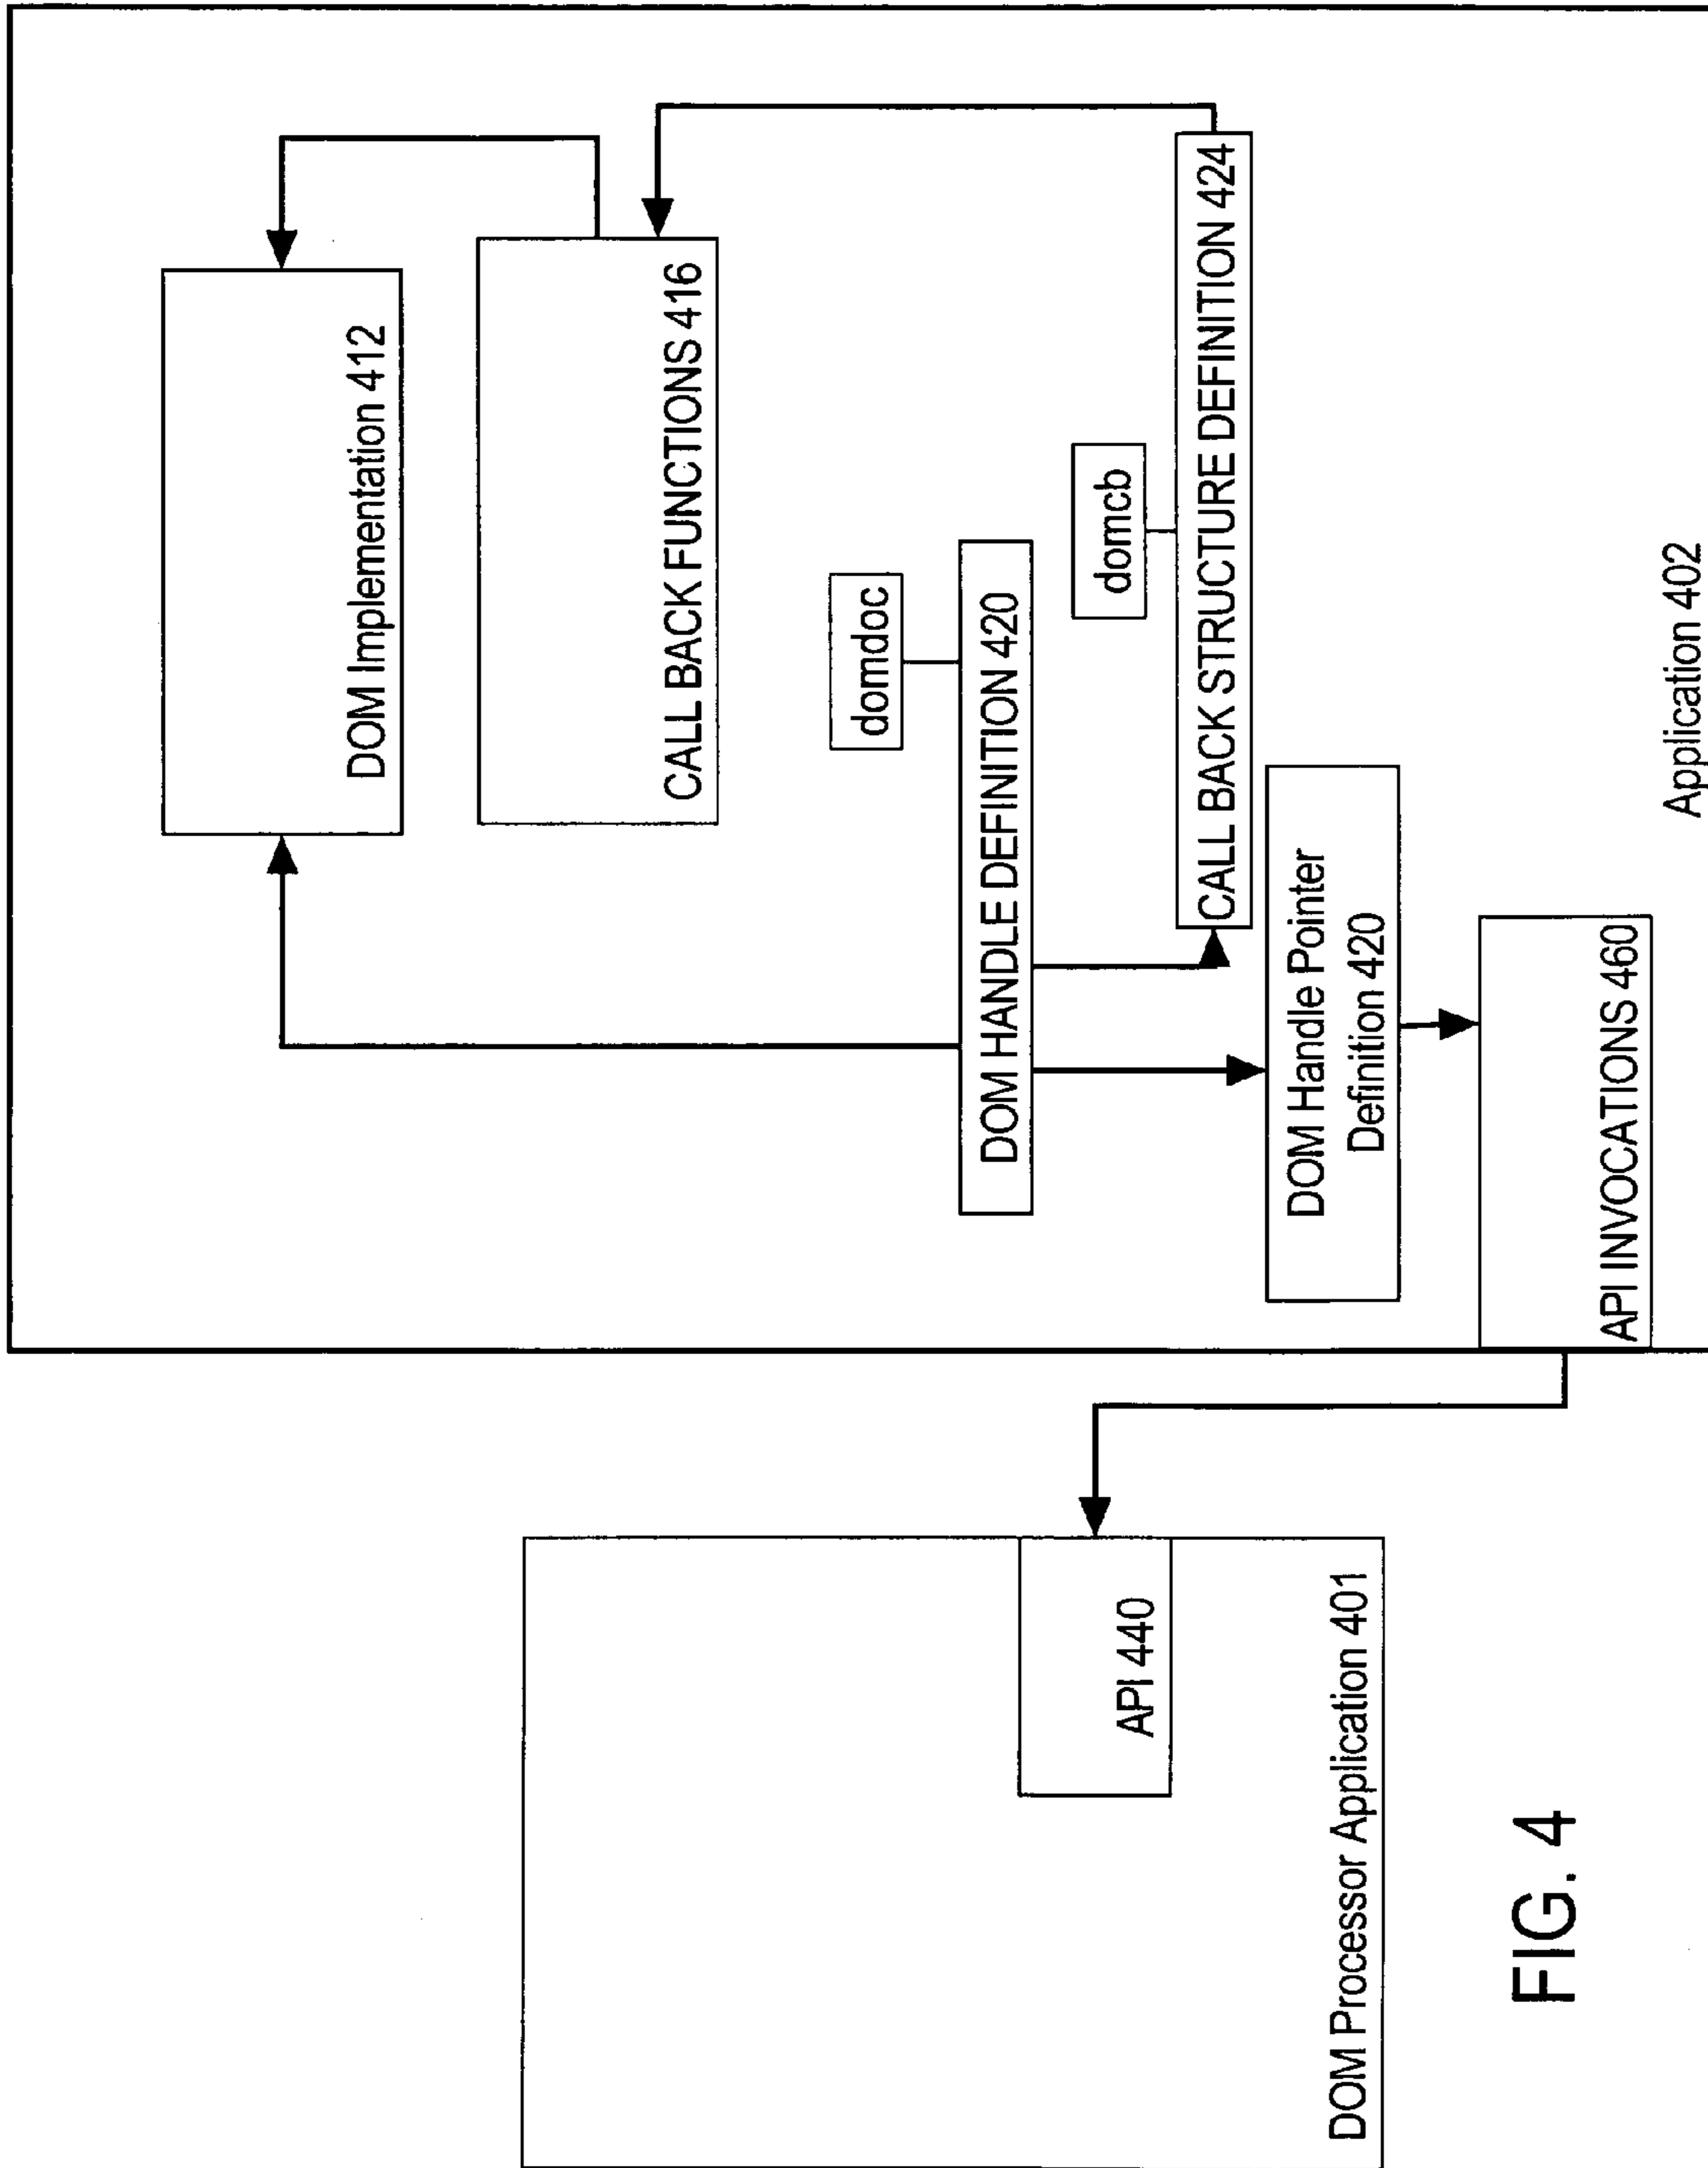 DOM Processor Application 401
API 440
FIG. 4
DOM Implementation 412
CALL BACK FUNCTIONS 416
domdoc
DOM HANDLE DEFINITION 420
domcb
CALL BACK STRUCTURE DEFINITION 424
DOM Handle Pointer
Definition 420
API INVOCATIONS 460
Application 402